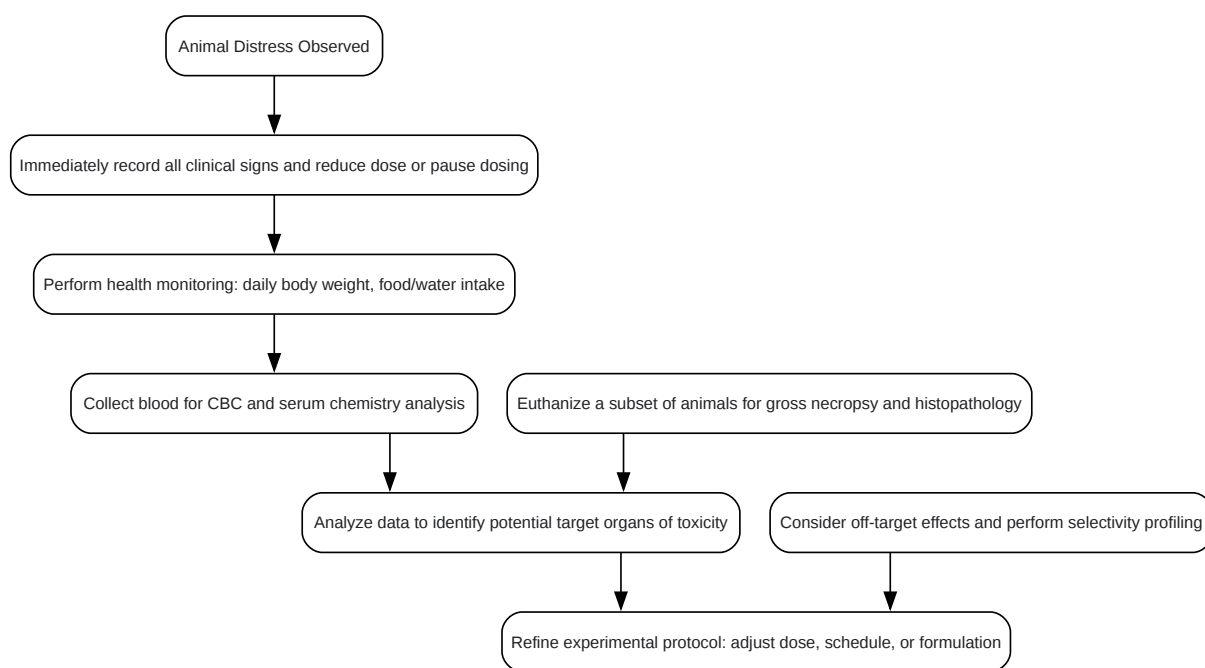 Animal Distress Observed
Immediately record all clinical signs and reduce dose or pause dosing
Perform health monitoring: daily body weight, food/water intake
Collect blood for CBC and serum chemistry analysis
Euthanize a subset of animals for gross necropsy and histopathology
Analyze data to identify potential target organs of toxicity
Consider off-target effects and perform selectivity profiling
Refine experimental protocol: adjust dose, schedule, or formulation